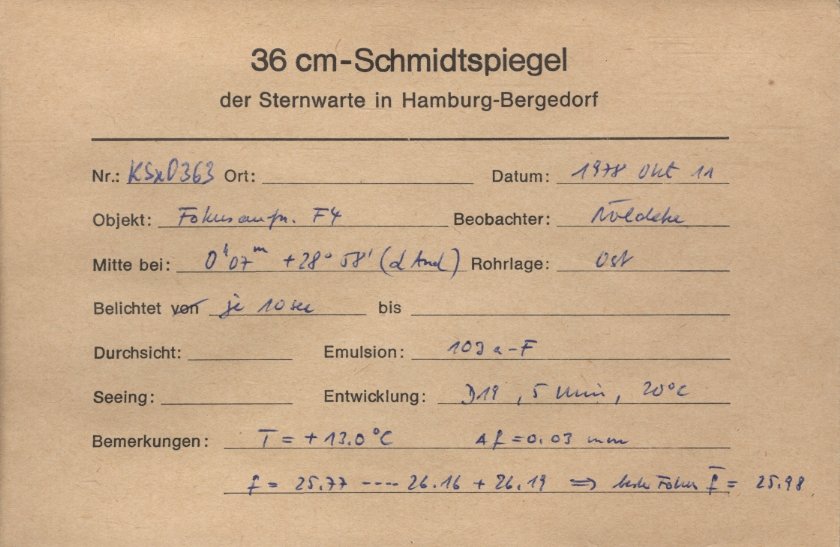 36 cm-Schmidtspiegel
der Sternwarte in Hamburg-Bergedorf
Nr.: KSxD363 Ort: Datum: 1978 Okt 11
Objekt: Fokusaufn. F4 Beobachter: Nöldeke
Mitte bei: 0h07m +28° 58' (α And) Rohrlage: Ost
Belichtet von je 10 sec bis
Durchsicht: Emulsion: 103 a-F
Seeing: Entwicklung: D19, 5 Min, 20°C
Bemerkungen: T = +13.0°C Δf = 0.03 mm
f = 25.77 ---- 26.16 + 26.19 ⇒ bester Fokus f̄ = 25.98